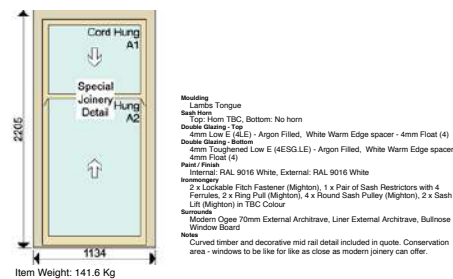 Cord Hung
A1
Special
Joinery
Detail
Hung
A2
2205
1134
Item Weight: 141.6 Kg
Moulding
Lambs Tongue
Sash Horn
Top: Horn TBC, Bottom: No horn
Double Glazing - Top
4mm Low E (4LE) - Argon Filled, White Warm Edge spacer - 4mm Float (4)
Double Glazing - Bottom
4mm Toughened Low E (4ESG.LE) - Argon Filled, White Warm Edge spacer
4mm Float (4)
Paint / Finish
Internal: RAL 9016 White, External: RAL 9016 White
Ironmongery
2 x Lockable Fitch Fastener (Mighton), 1 x Pair of Sash Restrictors with 4
Ferrules, 2 x Ring Pull (Mighton), 4 x Round Sash Pulley (Mighton), 2 x Sash
Lift (Mighton) in TBC Colour
Surrounds
Modern Ogee 70mm External Architrave, Liner External Architrave, Bullnose
Window Board
Notes
Curved timber and decorative mid rail detail included in quote. Conservation
area - windows to be like for like as close as modern joinery can offer.